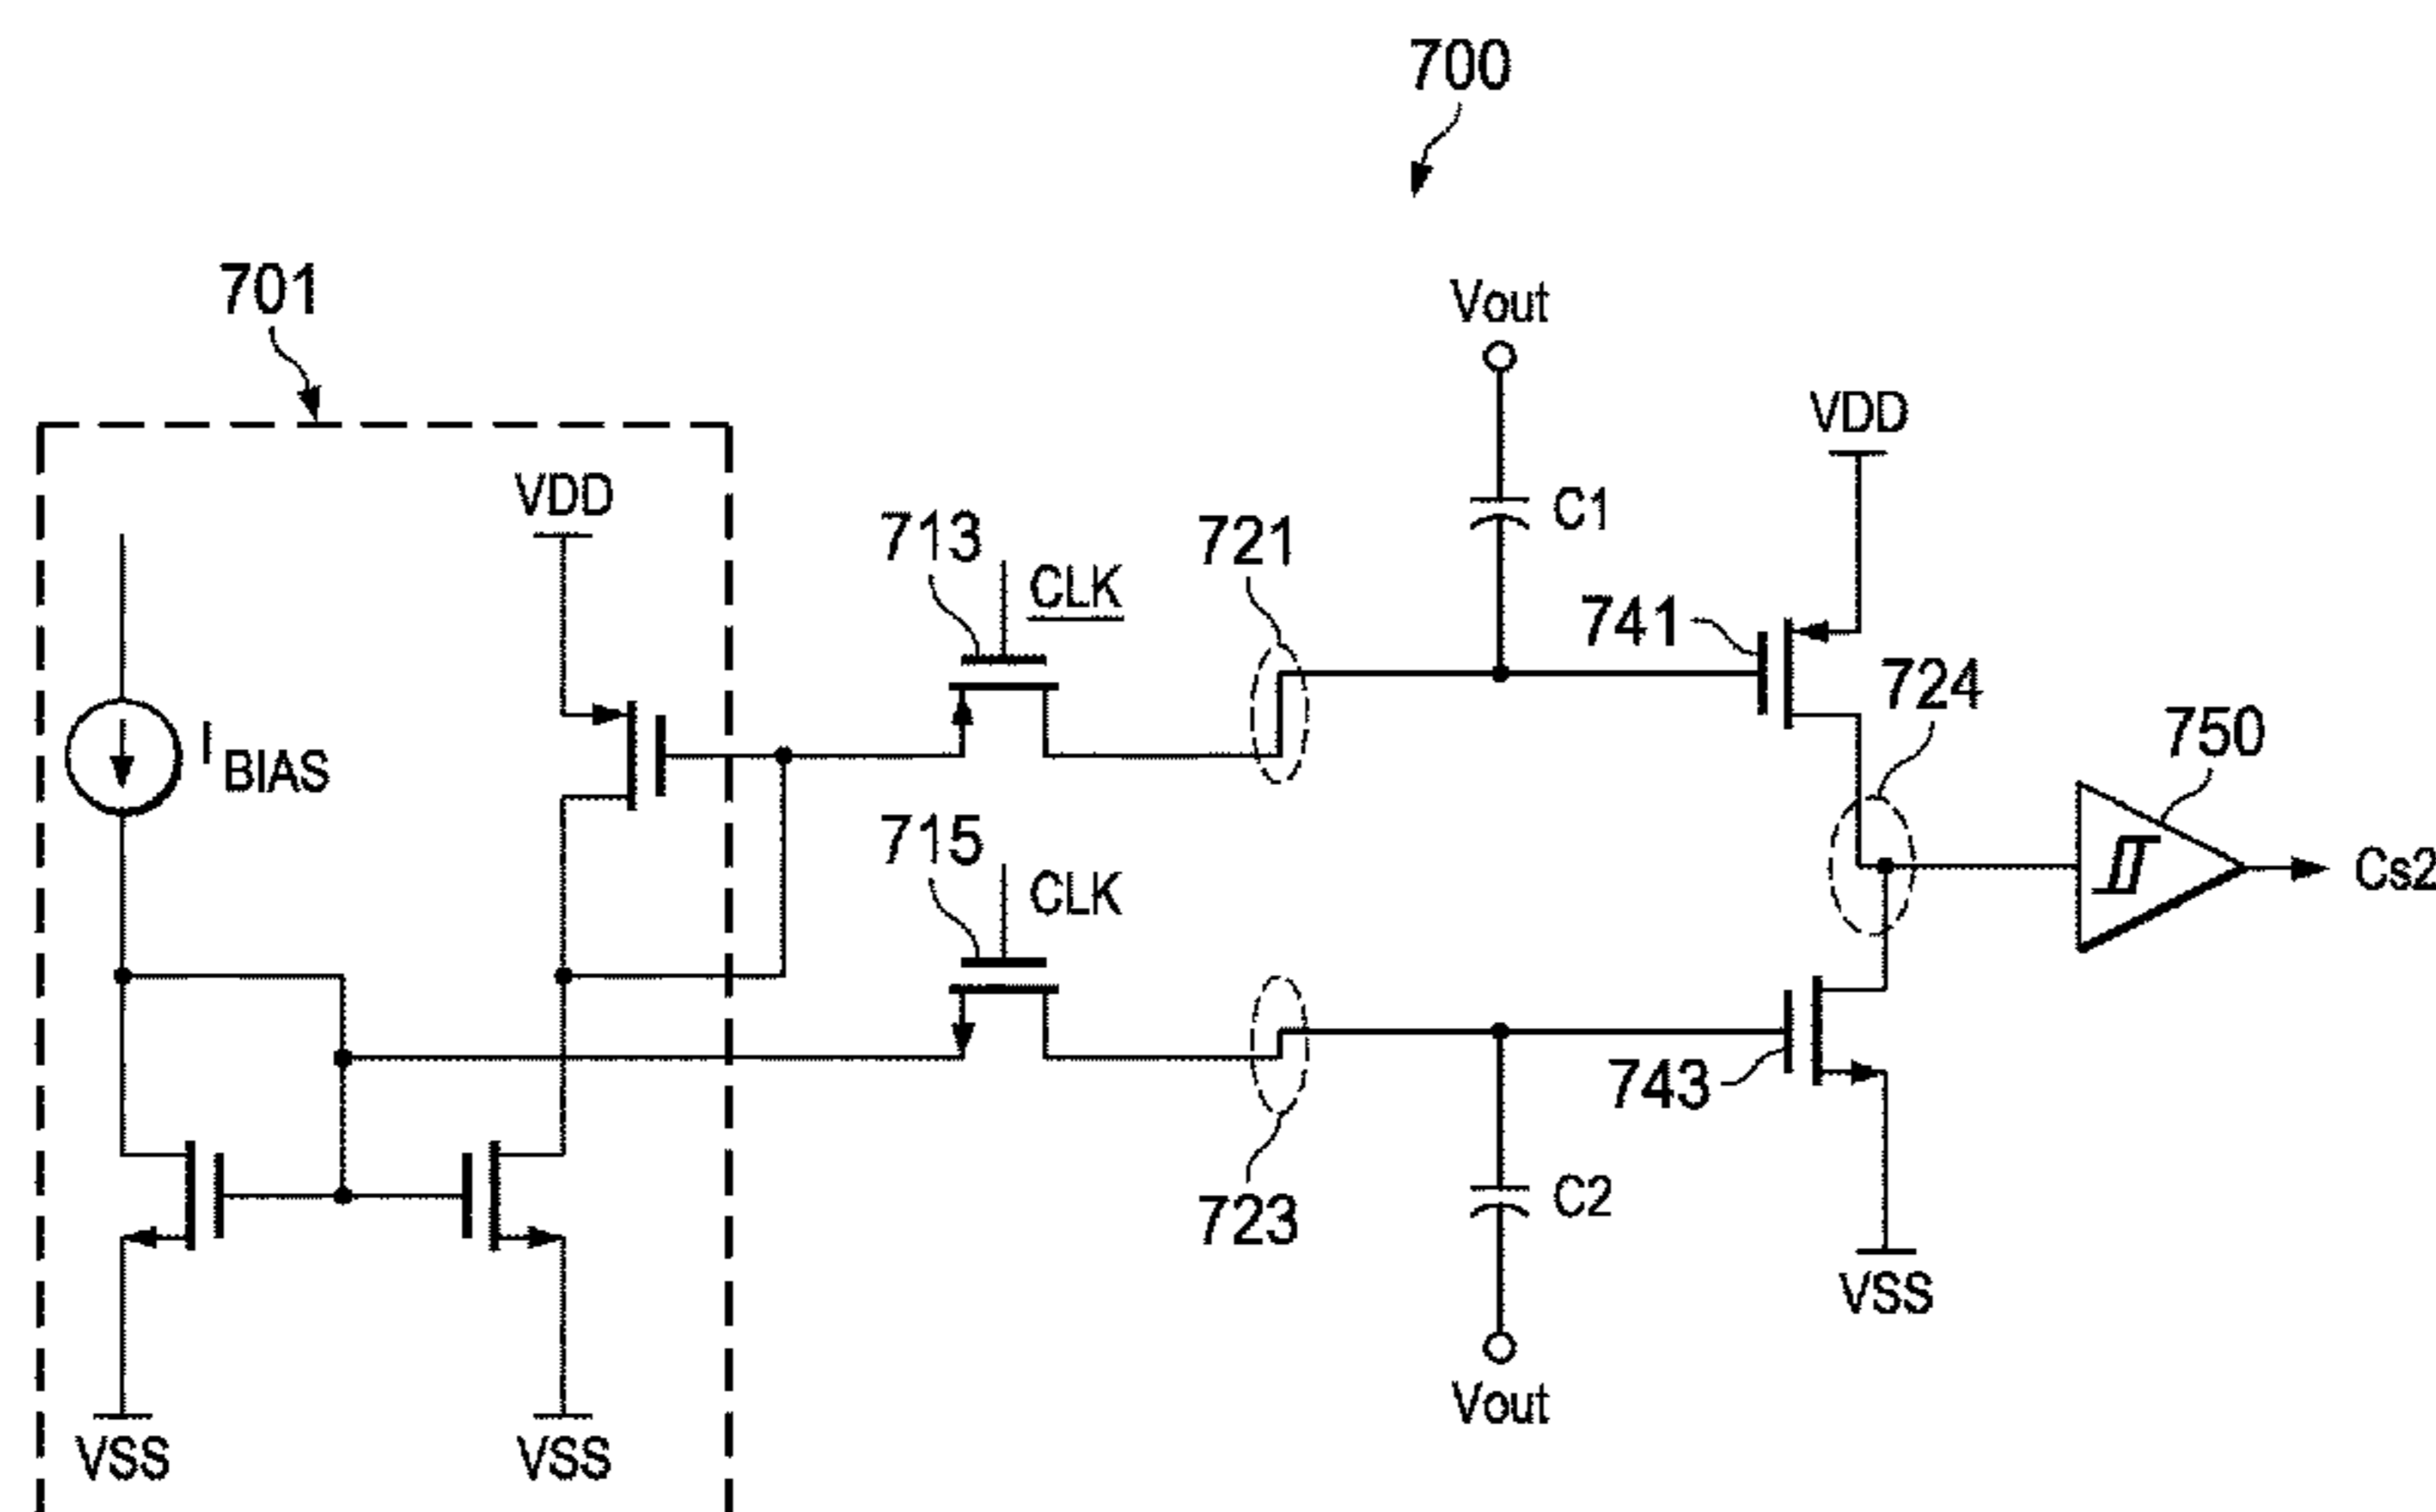 700
701
Vout
VDD
VDD
713
CLK
721
C1
741
724
750
I BIAS
715
CLK
Cs2
723
C2
743
VSS
Vout
VSS
VSS